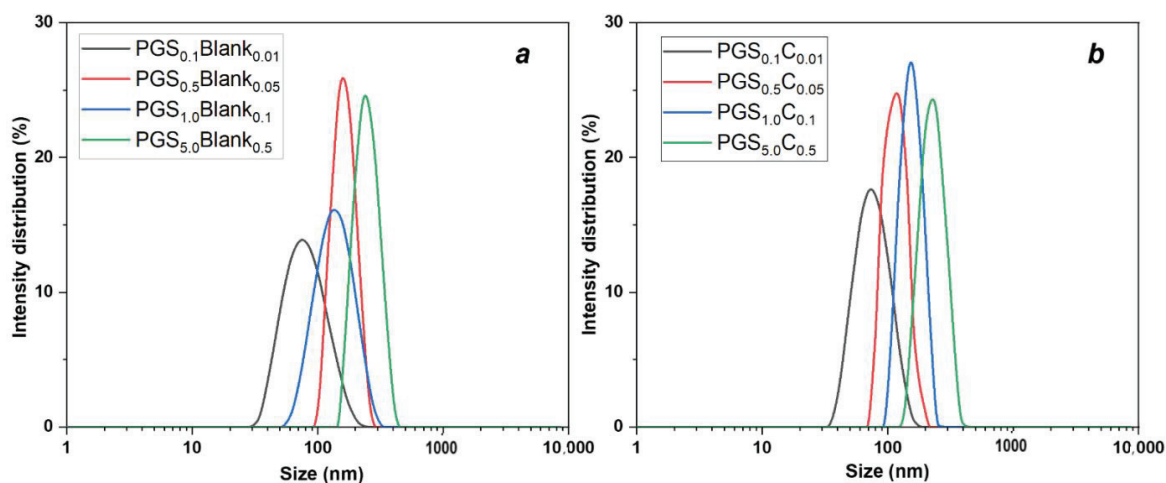 a
PGS0.1Blank0.01
PGS0.5Blank0.05
PGS1.0Blank0.1
PGS5.0Blank0.5
Intensity distribution (%)
30
20
10
0
1
10
100
1000
10,000
Size (nm)
b
PGS0.1C0.01
PGS0.5C0.05
PGS1.0C0.1
PGS5.0C0.5
Intensity distribution (%)
30
20
10
0
1
10
100
1000
10,000
Size (nm)